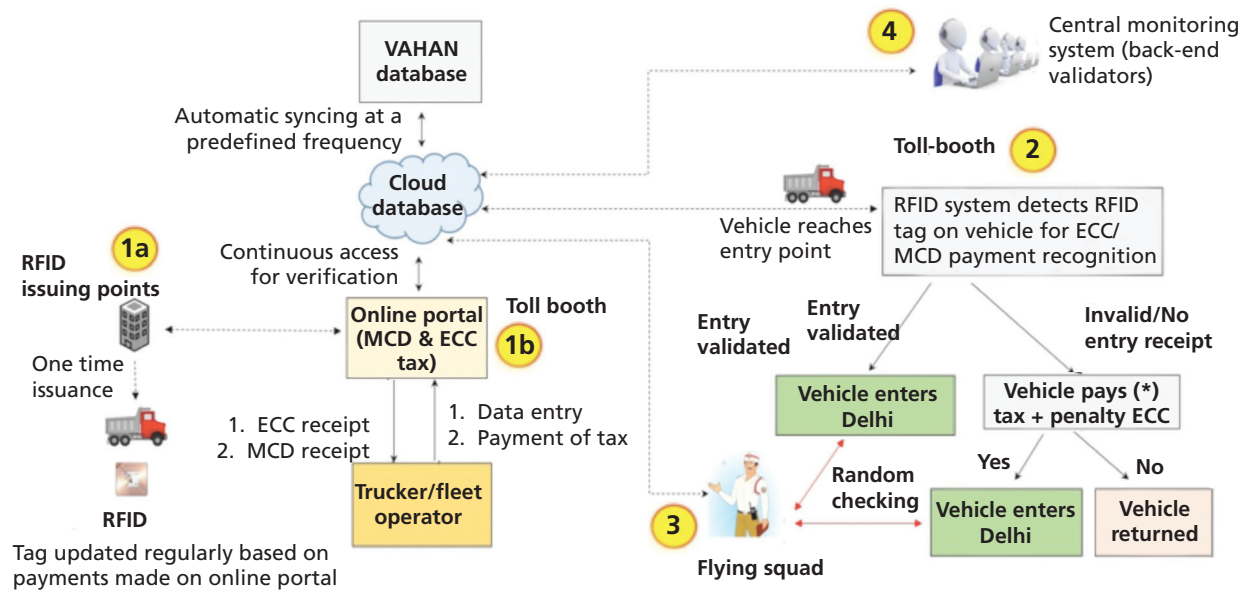 VAHAN
database
Automatic syncing at a
predefined frequency
Cloud
database
Continuous access
for verification
1a
RFID
issuing points
One time
issuance
RFID
Tag updated regularly based on
payments made on online portal
Online portal
(MCD & ECC
tax)
Toll booth
1b
1. ECC receipt
2. MCD receipt
1. Data entry
2. Payment of tax
Trucker/fleet
operator
4
Central monitoring
system (back-end
validators)
Toll-booth
2
Vehicle reaches
entry point
RFID system detects RFID
tag on vehicle for ECC/
MCD payment recognition
Entry
validated
Entry
validated
Invalid/No
entry receipt
Vehicle enters
Delhi
Vehicle pays (*)
tax + penalty ECC
Yes
No
Random
checking
3
Flying squad
Vehicle enters
Delhi
Vehicle
returned